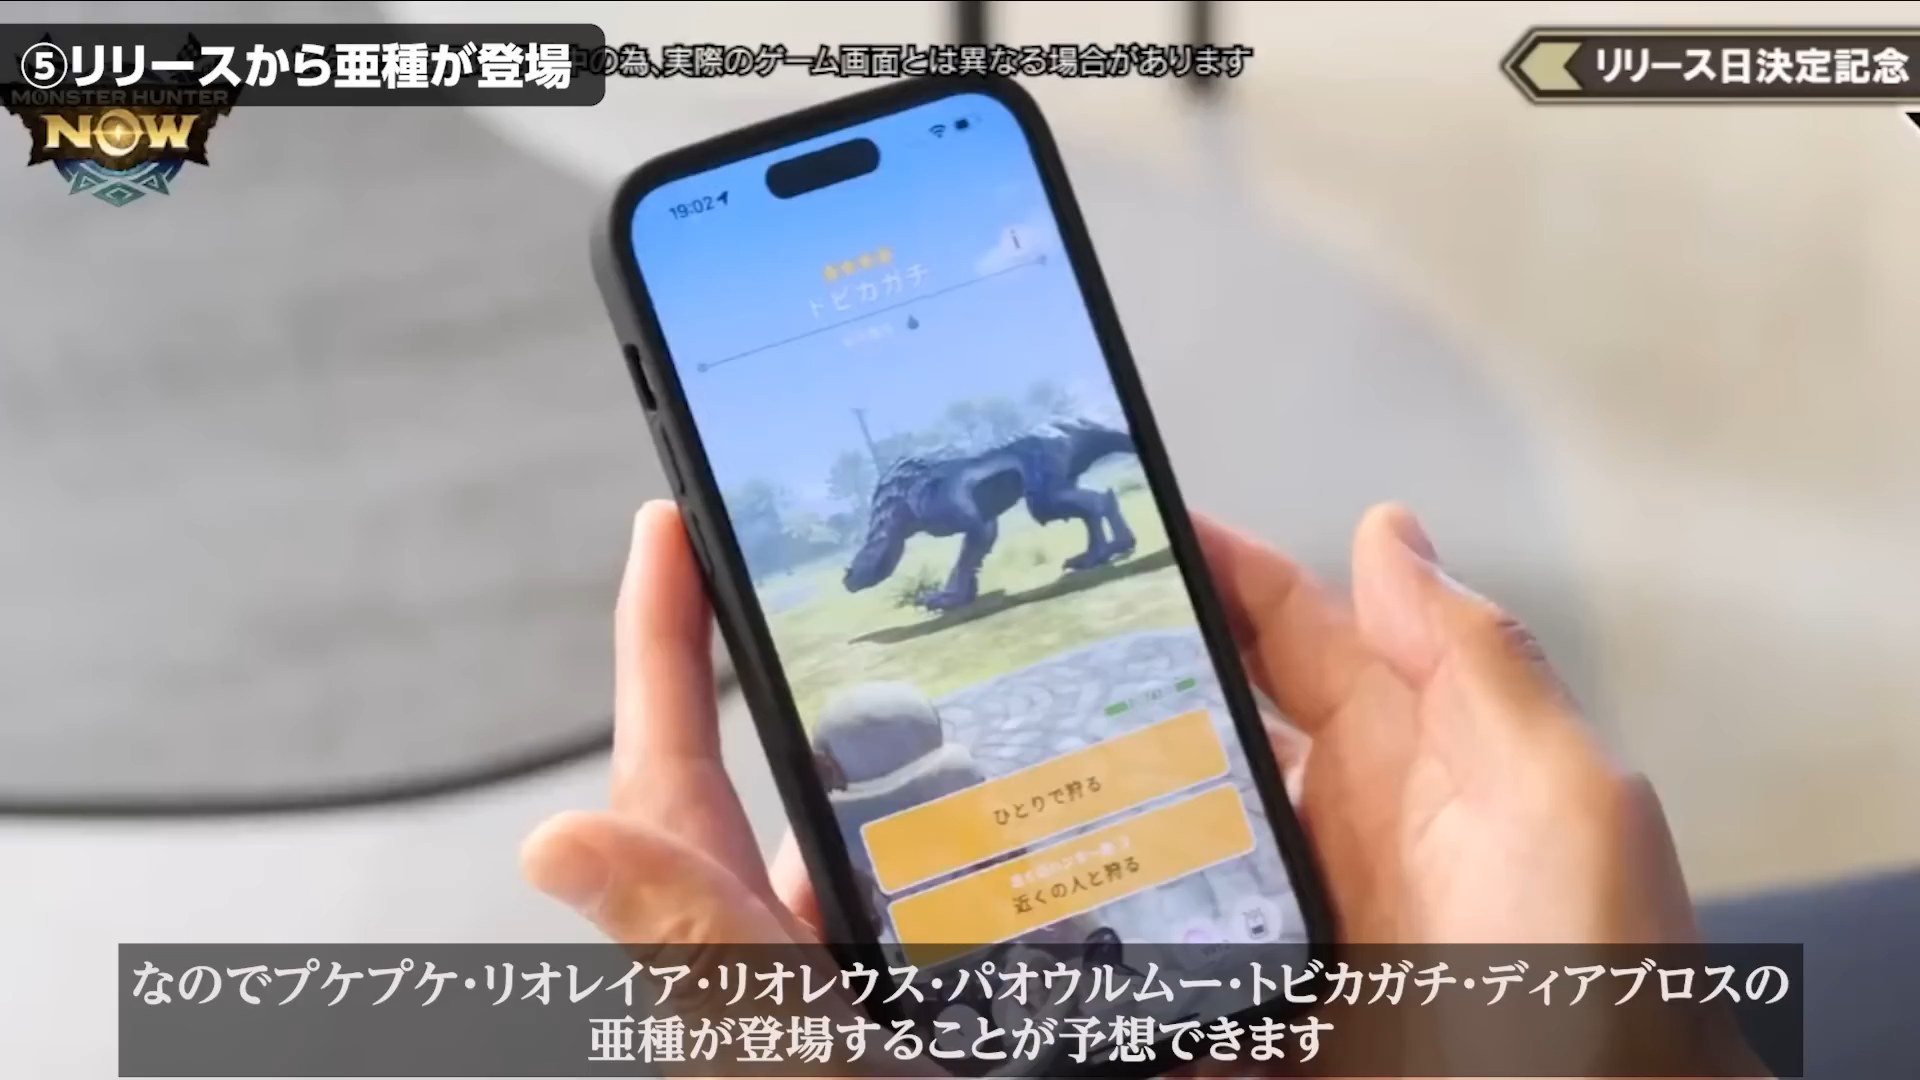 ⑤リリースから亜種が登場
中の為、実際のゲーム画面とは異なる場合があります
リリース日決定記念
MONSTER HUNTER
NOW
19:02
トビカガチ
ひとりで狩る
近くの人と狩る
なのでプケプケ・リオレイア・リオレウス・パオウルムー・トビカガチ・ディアブロスの
亜種が登場することが予想できます